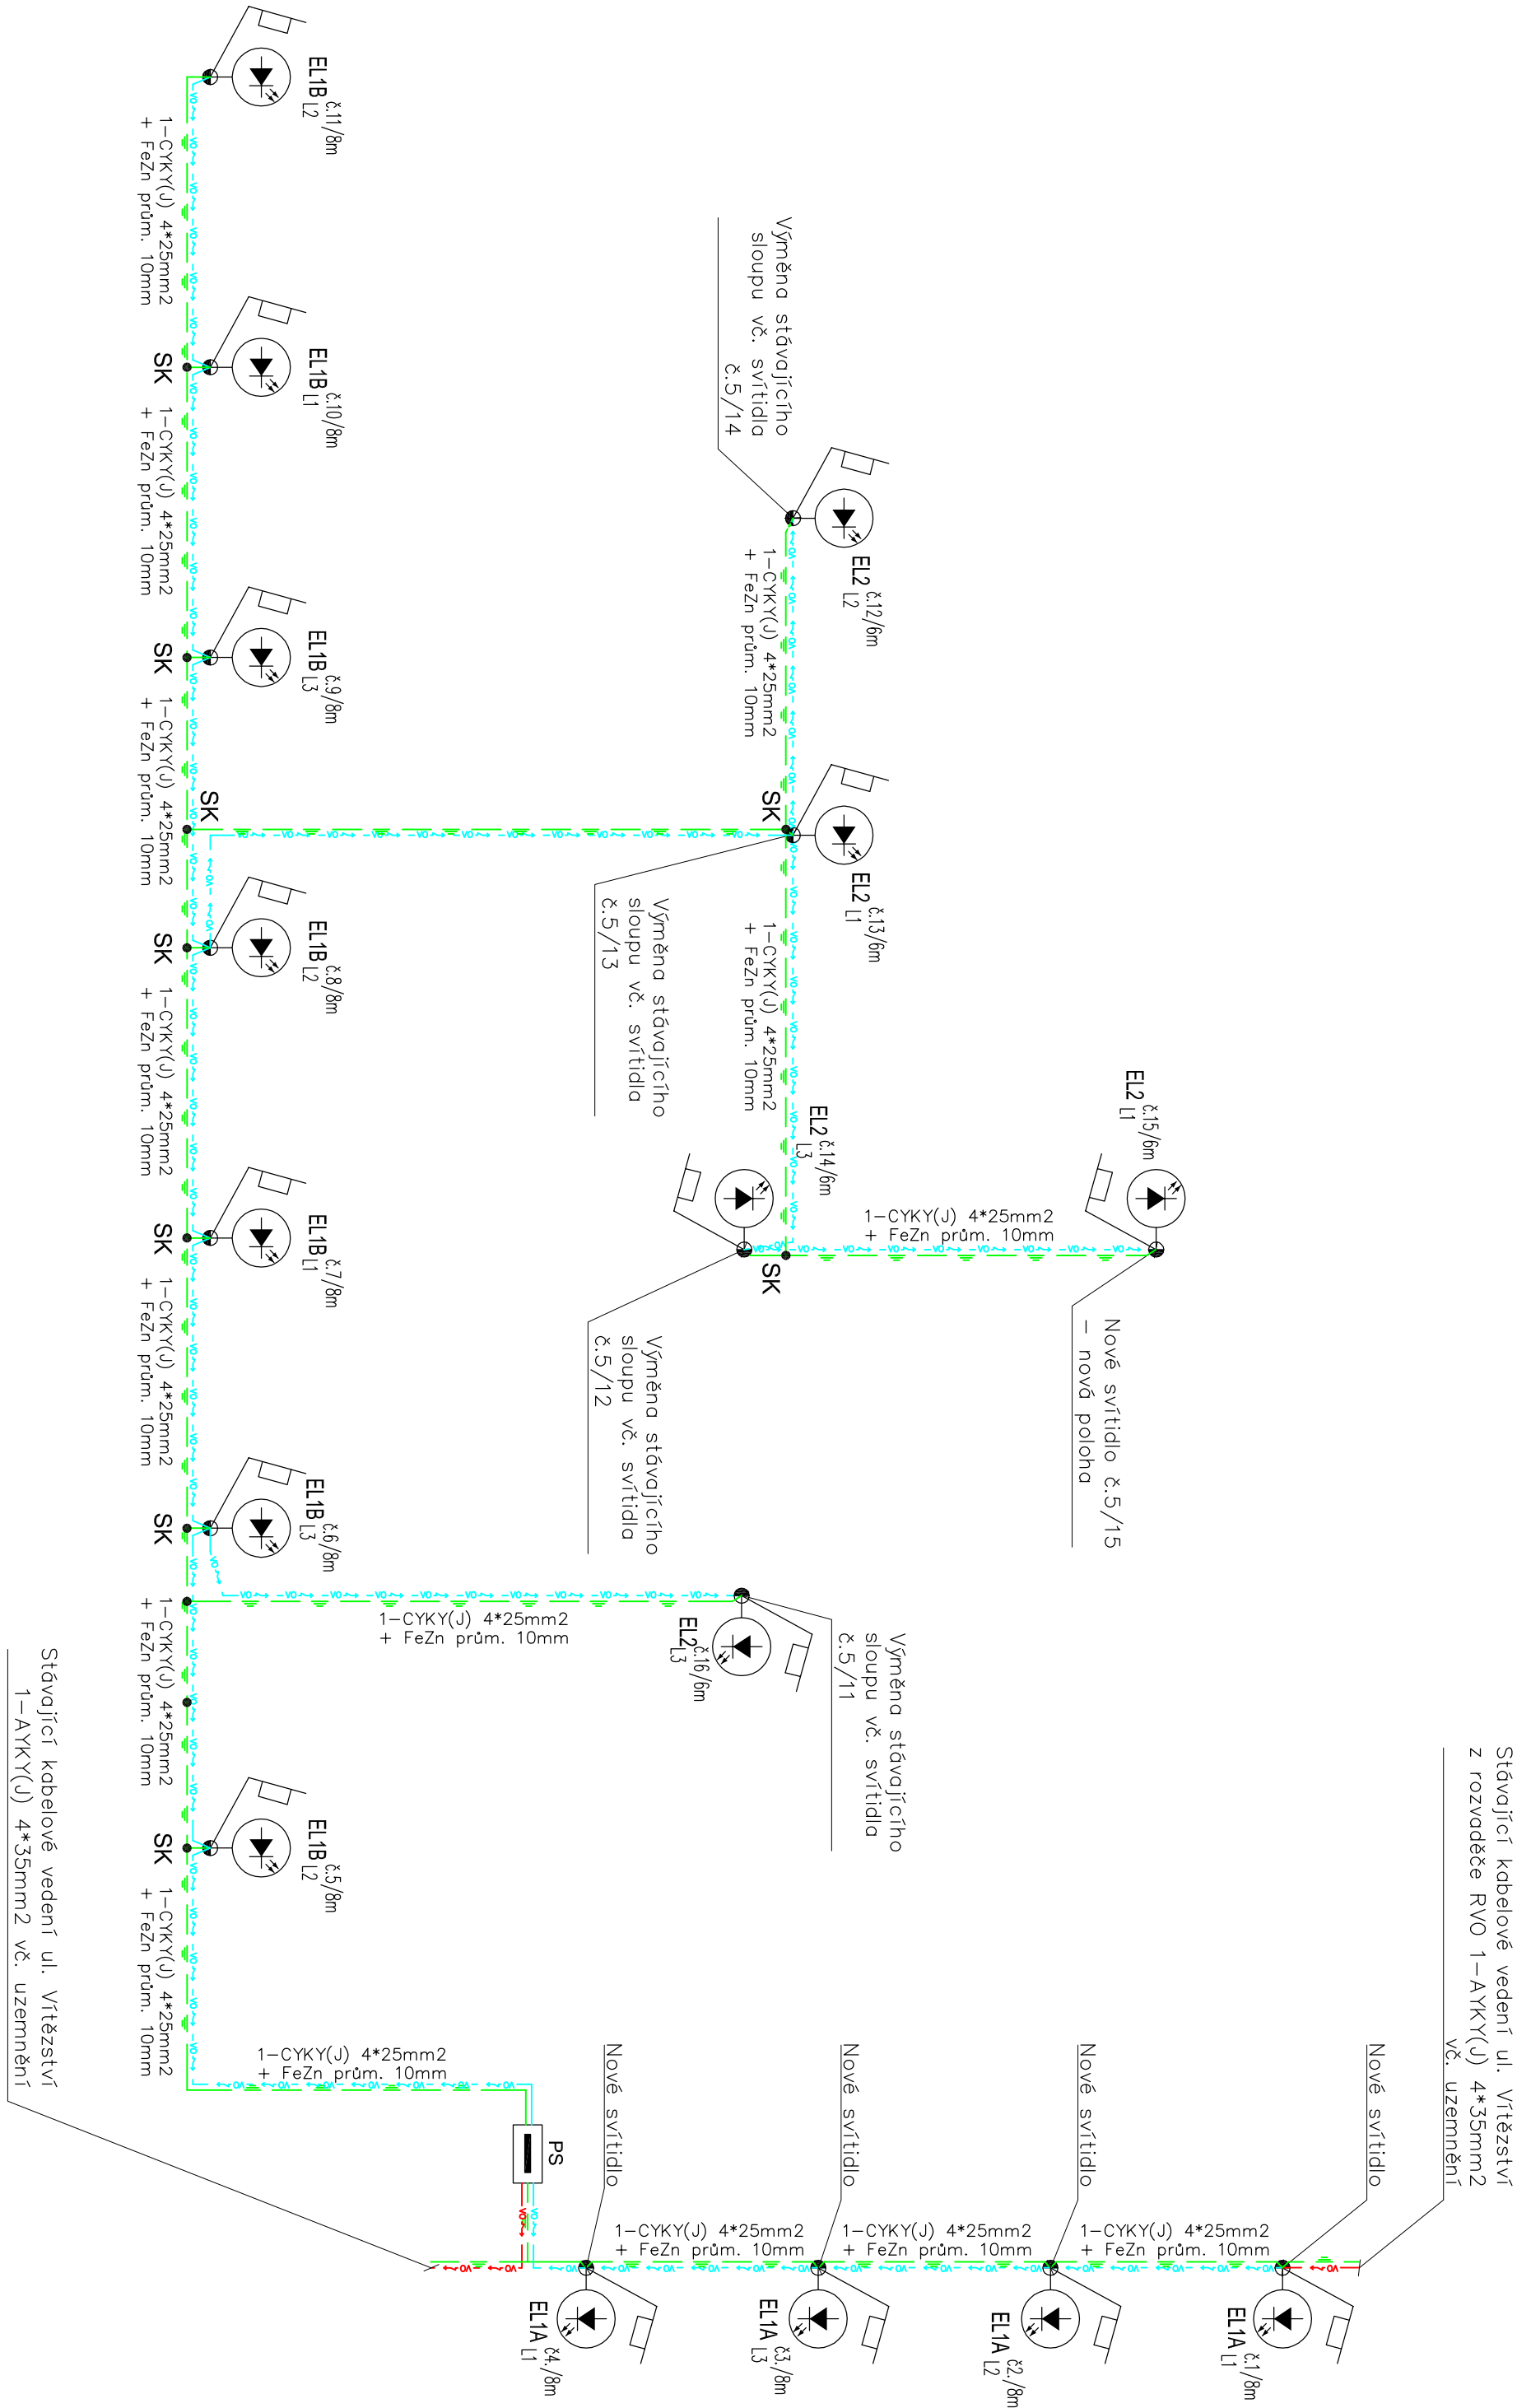 EL1B č.11/8m
L2
1-CYKY(J) 4*25mm2
+ FeZn prům. 10mm
EL1B č.10/8m
L1
SK
1-CYKY(J) 4*25mm2
+ FeZn prům. 10mm
EL1B č.9/8m
L3
SK
1-CYKY(J) 4*25mm2
+ FeZn prům. 10mm
SK
EL1B č.8/8m
L2
SK
1-CYKY(J) 4*25mm2
+ FeZn prům. 10mm
EL1B č.7/8m
L1
SK
1-CYKY(J) 4*25mm2
+ FeZn prům. 10mm
EL1B č.6/8m
L3
SK
1-CYKY(J) 4*25mm2
+ FeZn prům. 10mm
EL1B č.5/8m
L2
SK
1-CYKY(J) 4*25mm2
+ FeZn prům. 10mm
Výměna stávajícího
sloupu vč. svítidla
č.5/14
EL2 č.12/6m
L2
1-CYKY(J) 4*25mm2
+ FeZn prům. 10mm
SK
EL2 č.13/6m
L1
Výměna stávajícího
sloupu vč. svítidla
č.5/13
1-CYKY(J) 4*25mm2
+ FeZn prům. 10mm
EL2 č.14/6m
L3
SK
Výměna stávajícího
sloupu vč. svítidla
č.5/12
1-CYKY(J) 4*25mm2
+ FeZn prům. 10mm
EL2 č.15/6m
L1
Nové svítidlo č.5/15
- nová poloha
1-CYKY(J) 4*25mm2
+ FeZn prům. 10mm
EL2 č.16/6m
L3
Výměna stávajícího
sloupu vč. svítidla
č.5/11
Stávající kabelové vedení ul. Vítězství
z rozvaděče RVO 1-AYKY(J) 4*35mm2
vč. uzemnění
Stávající kabelové vedení ul. Vítězství
1-AYKY(J) 4*35mm2 vč. uzemnění
1-CYKY(J) 4*25mm2
+ FeZn prům. 10mm
PS
Nové svítidlo
Nové svítidlo
Nové svítidlo
Nové svítidlo
1-CYKY(J) 4*25mm2
+ FeZn prům. 10mm
1-CYKY(J) 4*25mm2
+ FeZn prům. 10mm
1-CYKY(J) 4*25mm2
+ FeZn prům. 10mm
EL1A č4./8m
L1
EL1A č3./8m
L3
EL1A č2./8m
L2
EL1A č.1/8m
L1